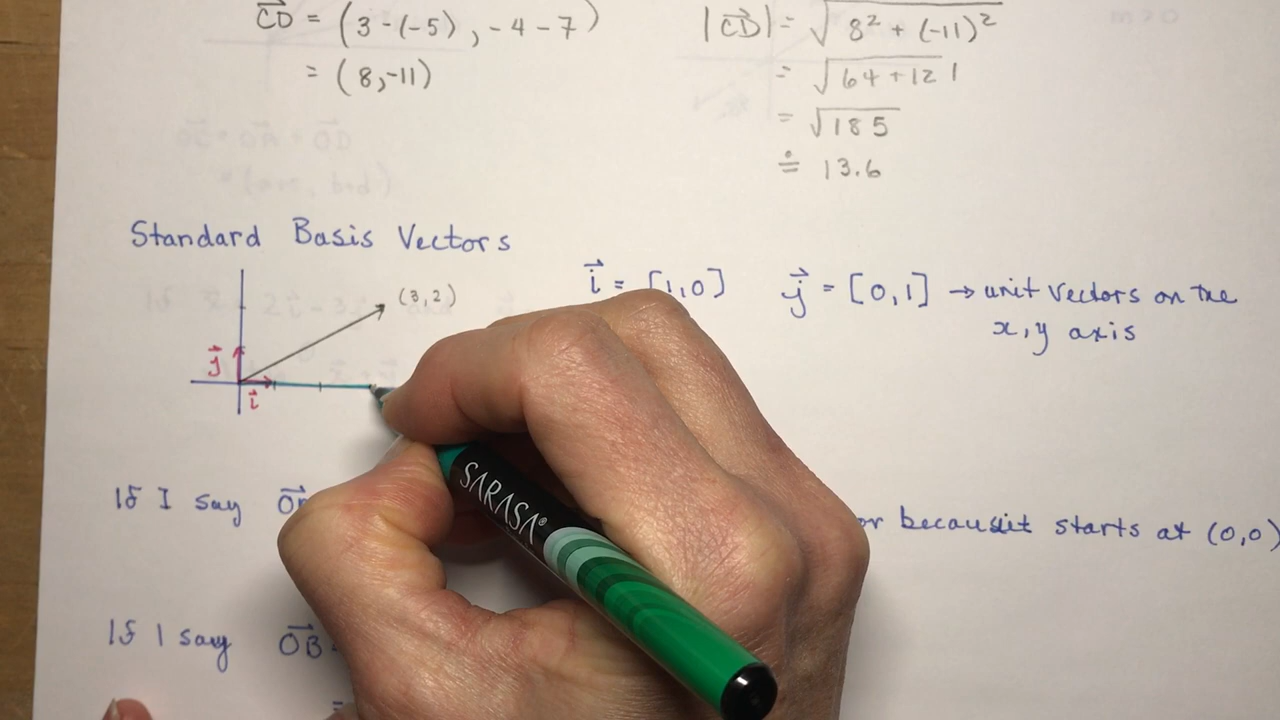 CD = (3-(-5), -4-7)
= (8,-11)
|CD| = √8² + (-11)²
= √64+121
= √185
≐ 13.6
Standard Basis Vectors
(3,2)
j
i
i = [1,0]
j = [0,1] → unit vectors on the
x,y axis
If I say
because it starts at (0,0)
If I say OB
SARASA®